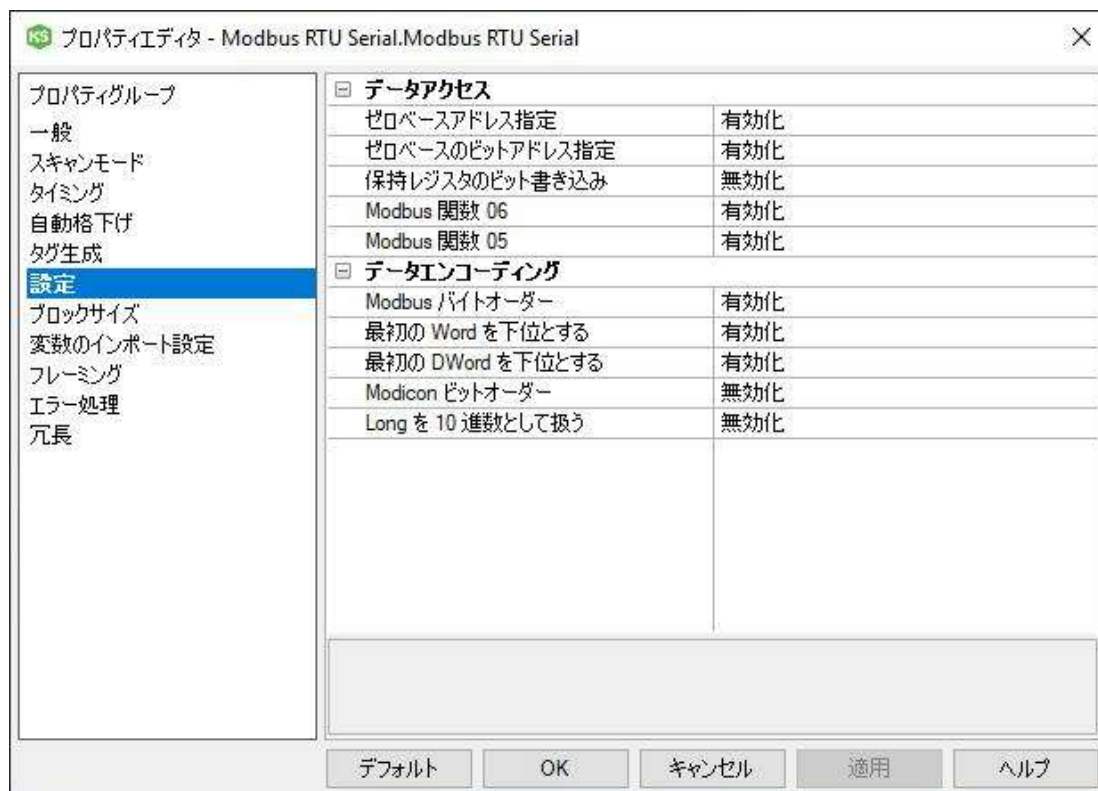 KS プロパティエディタ - Modbus RTU Serial.Modbus RTU Serial
プロパティグループ
一般
スキャンモード
タイミング
自動格下げ
タグ生成
設定
ブロックサイズ
変数のインポート設定
フレーミング
エラー処理
冗長
データアクセス
ゼロベースアドレス指定 有効化
ゼロベースのビットアドレス指定 有効化
保持レジスタのビット書き込み 無効化
Modbus 関数 06 有効化
Modbus 関数 05 有効化
データエンコーディング
Modbus バイトオーダー 有効化
最初の Word を下位とする 有効化
最初の DWord を下位とする 有効化
Modicon ビットオーダー 無効化
Long を 10 進数として扱う 無効化
デフォルト OK キャンセル 適用 ヘルプ